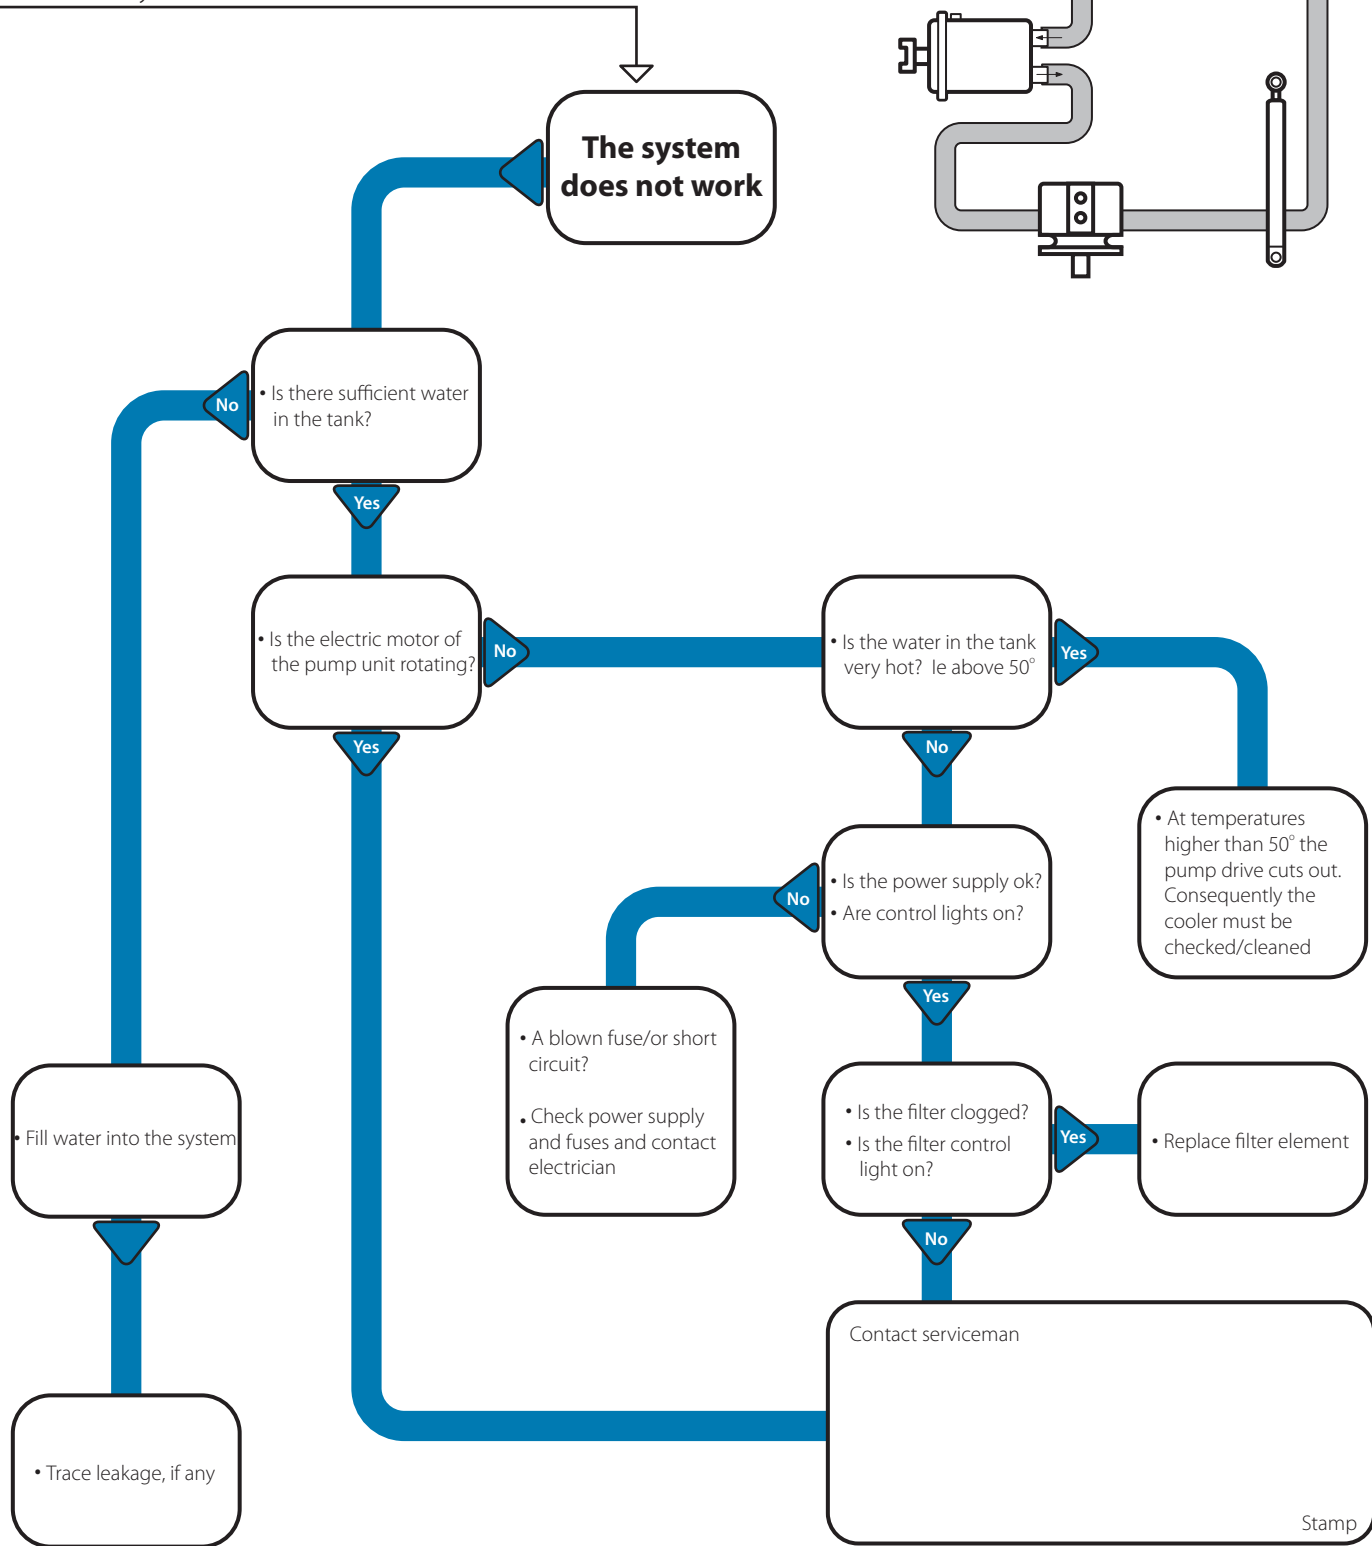 The system
does not work
• Is there sufficient water
in the tank?
No
Yes
• Is the electric motor of
the pump unit rotating?
No
Yes
• Is the water in the tank
very hot? Ie above 50°
Yes
No
• At temperatures
higher than 50° the
pump drive cuts out.
Consequently the
cooler must be
checked/cleaned
• Is the power supply ok?
• Are control lights on?
No
Yes
• A blown fuse/or short
circuit?
• Check power supply
and fuses and contact
electrician
• Is the filter clogged?
• Is the filter control
light on?
Yes
No
• Replace filter element
• Fill water into the system
• Trace leakage, if any
Contact serviceman
Stamp